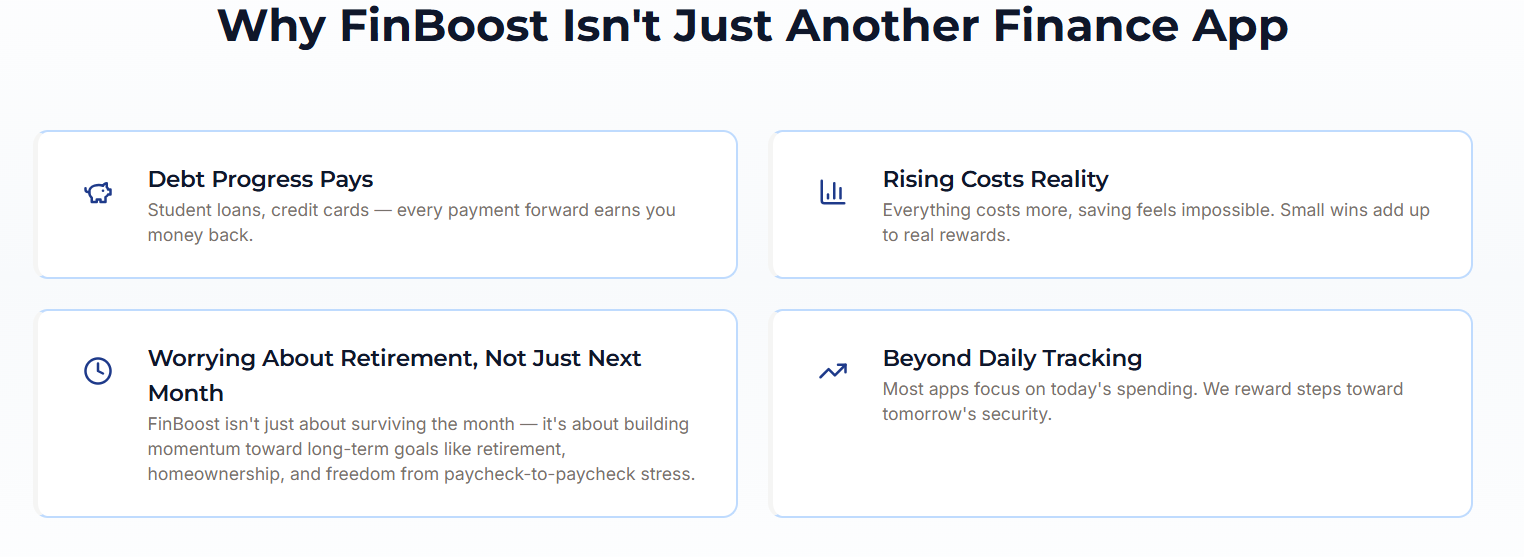 Why FinBoost Isn't Just Another Finance App
Debt Progress Pays
Student loans, credit cards — every payment forward earns you
money back.
Rising Costs Reality
Everything costs more, saving feels impossible. Small wins add up
to real rewards.
Worrying About Retirement, Not Just Next
Month
FinBoost isn't just about surviving the month — it's about building
momentum toward long-term goals like retirement,
homeownership, and freedom from paycheck-to-paycheck stress.
Beyond Daily Tracking
Most apps focus on today's spending. We reward steps toward
tomorrow's security.